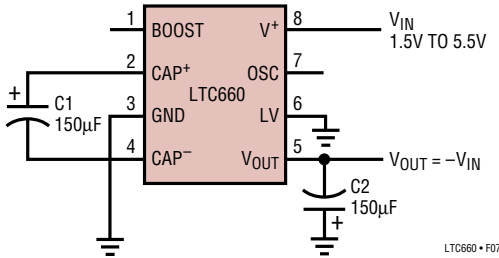 1 BOOST V+ 8 VIN
1.5V TO 5.5V
2 CAP+ OSC 7
LTC660
+ C1
150µF
3 GND LV 6
4 CAP– VOUT 5 VOUT = –VIN
C2
150µF
+
LTC660 • F07